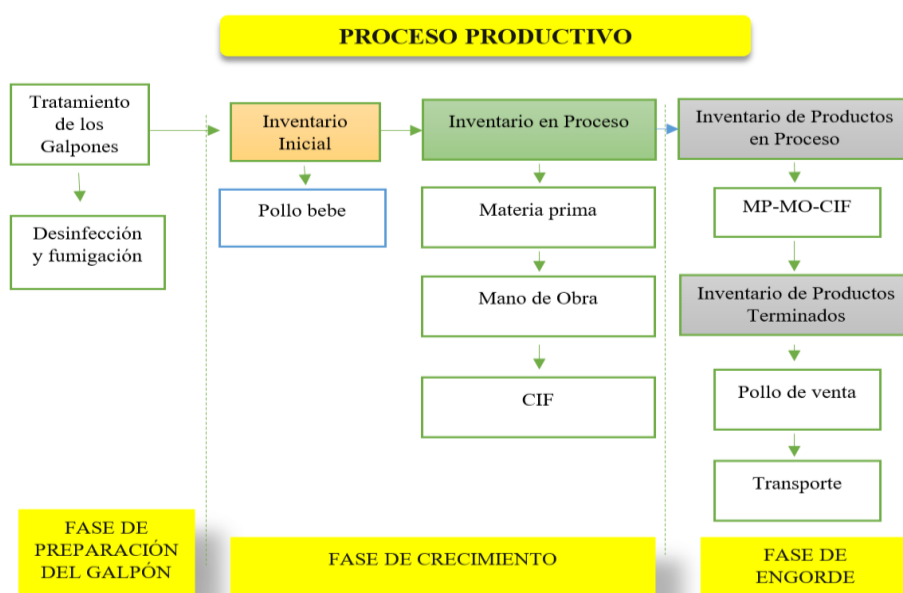 PROCESO PRODUCTIVO
Tratamiento
de los
Galpones
Desinfección
y fumigación
Inventario
Inicial
Pollo bebe
Inventario en Proceso
Materia prima
Mano de Obra
CIF
Inventario de Productos
en Proceso
MP-MO-CIF
Inventario de Productos
Terminados
Pollo de venta
Transporte
FASE DE
PREPARACIÓN
DEL GALPÓN
FASE DE CRECIMIENTO
FASE DE
ENGORDE